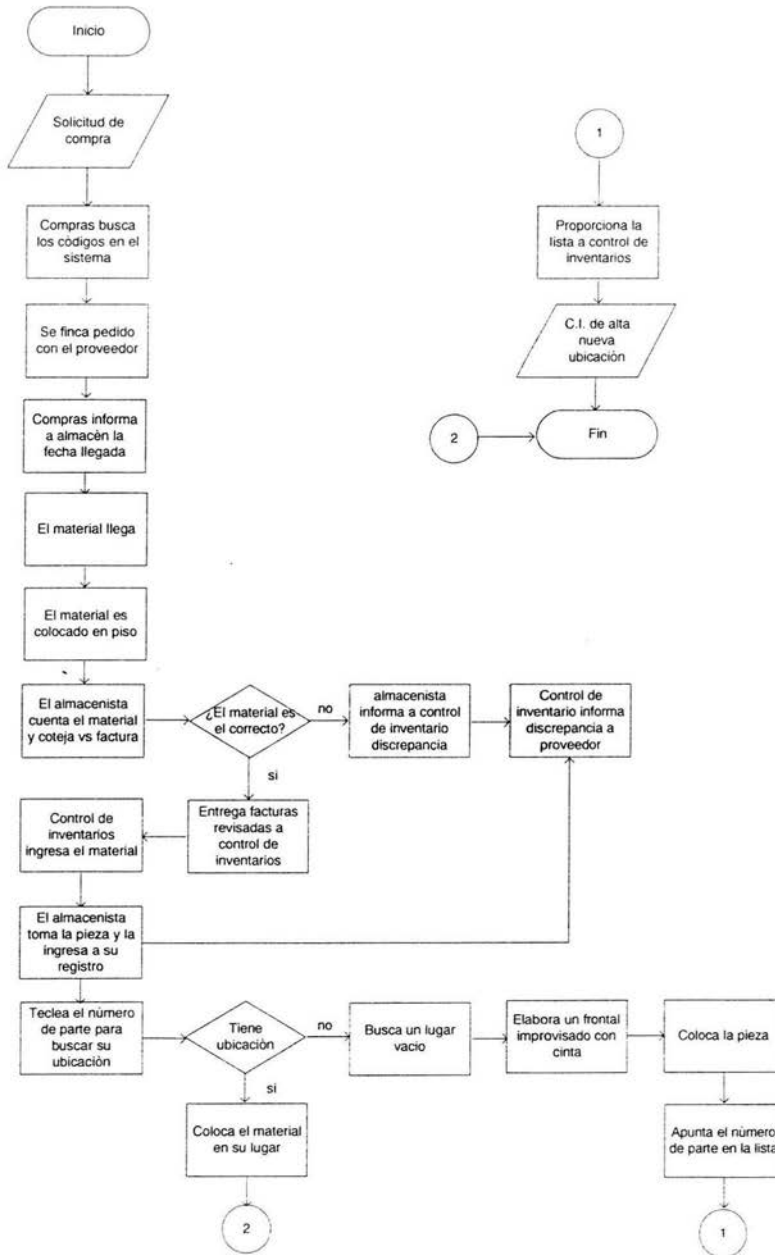 Inicio
Solicitud de
compra
Compras busca
los códigos en el
sistema
Se finca pedido
con el proveedor
Compras informa
a almacèn la
fecha llegada
El material llega
El material es
colocado en piso
El almacenista
cuenta el material
y coteja vs factura
¿El material es
el correcto?
no
almacenista
informa a control
de inventario
discrepancia
Control de
inventario informa
discrepancia a
proveedor
si
Entrega facturas
revisadas a
control de
inventarios
Control de
inventarios
ingresa el material
El almacenista
toma la pieza y la
ingresa a su
registro
Teclea el número
de parte para
buscar su
ubicaciòn
Tiene
ubicaciòn
no
Busca un lugar
vacio
Elabora un frontal
improvisado con
cinta
Coloca la pieza
si
Coloca el material
en su lugar
2
Apunta el número
de parte en la lista
1
1
Proporciona la
lista a control de
inventarios
C.I. de alta
nueva
ubicaciòn
2
Fin